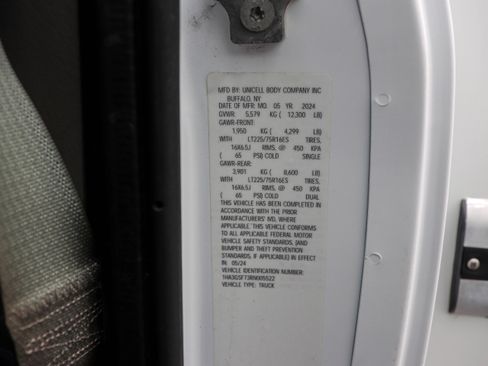 MFD BY: UNICELL BODY COMPANY INC
BUFFALO, NY
DATE OF MFR: MO. 05 YR 2024
GVWR 5,579 KG ( 12,300 LB)
GAWR-FRONT:
1,950 KG ( 4,299 LB)
WITH LT225/75R16ES TIRES,
16X6.5J RIMS, @ 450 KPA
( 65 PSI) COLD SINGLE
GAWR-REAR:
3,901 KG ( 8,600 LB)
WITH LT225/75R16ES TIRES,
16X6.5J RIMS, @ 450 KPA
( 65 PSI) COLD DUAL
THIS VEHICLE HAS BEEN COMPLETED IN
ACCORDANCE WITH THE PRIOR
MANUFACTURERS' IVD, WHERE
APPLICABLE. THIS VEHICLE CONFORMS
TO ALL APPLICABLE FEDERAL MOTOR
VEHICLE SAFETY STANDARDS, [AND
BUMPER AND THEFT PREVENTION
STANDARDS, IF APPLICABLE] IN EFFECT
IN: 05/24
VEHICLE IDENTIFICATION NUMBER:
VEHICLE TYPE: TRUCK